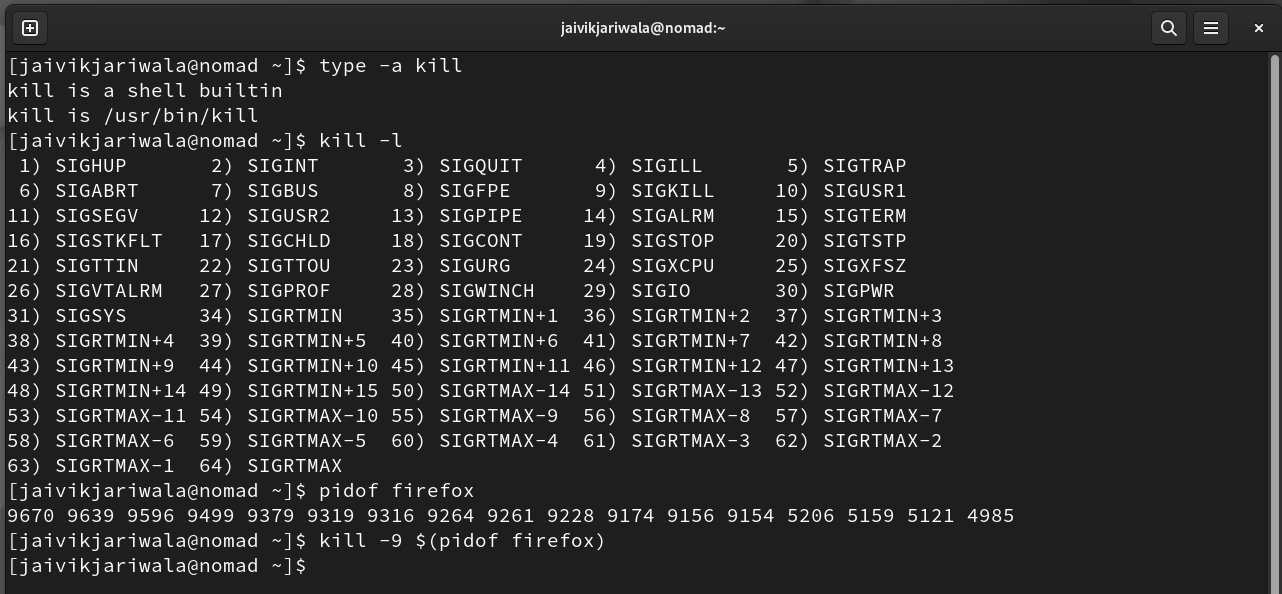 jaivikjariwala@nomad:~
[jaivikjariwala@nomad ~]$ type -a kill
kill is a shell builtin
kill is /usr/bin/kill
[jaivikjariwala@nomad ~]$ kill -l
 1) SIGHUP       2) SIGINT       3) SIGQUIT      4) SIGILL       5) SIGTRAP
 6) SIGABRT      7) SIGBUS       8) SIGFPE       9) SIGKILL     10) SIGUSR1
11) SIGSEGV     12) SIGUSR2     13) SIGPIPE     14) SIGALRM     15) SIGTERM
16) SIGSTKFLT   17) SIGCHLD     18) SIGCONT     19) SIGSTOP     20) SIGTSTP
21) SIGTTIN     22) SIGTTOU     23) SIGURG      24) SIGXCPU     25) SIGXFSZ
26) SIGVTALRM   27) SIGPROF     28) SIGWINCH    29) SIGIO       30) SIGPWR
31) SIGSYS      34) SIGRTMIN    35) SIGRTMIN+1  36) SIGRTMIN+2  37) SIGRTMIN+3
38) SIGRTMIN+4  39) SIGRTMIN+5  40) SIGRTMIN+6  41) SIGRTMIN+7  42) SIGRTMIN+8
43) SIGRTMIN+9  44) SIGRTMIN+10 45) SIGRTMIN+11 46) SIGRTMIN+12 47) SIGRTMIN+13
48) SIGRTMIN+14 49) SIGRTMIN+15 50) SIGRTMAX-14 51) SIGRTMAX-13 52) SIGRTMAX-12
53) SIGRTMAX-11 54) SIGRTMAX-10 55) SIGRTMAX-9  56) SIGRTMAX-8  57) SIGRTMAX-7
58) SIGRTMAX-6  59) SIGRTMAX-5  60) SIGRTMAX-4  61) SIGRTMAX-3  62) SIGRTMAX-2
63) SIGRTMAX-1  64) SIGRTMAX
[jaivikjariwala@nomad ~]$ pidof firefox
9670 9639 9596 9499 9379 9319 9316 9264 9261 9228 9174 9156 9154 5206 5159 5121 4985
[jaivikjariwala@nomad ~]$ kill -9 $(pidof firefox)
[jaivikjariwala@nomad ~]$